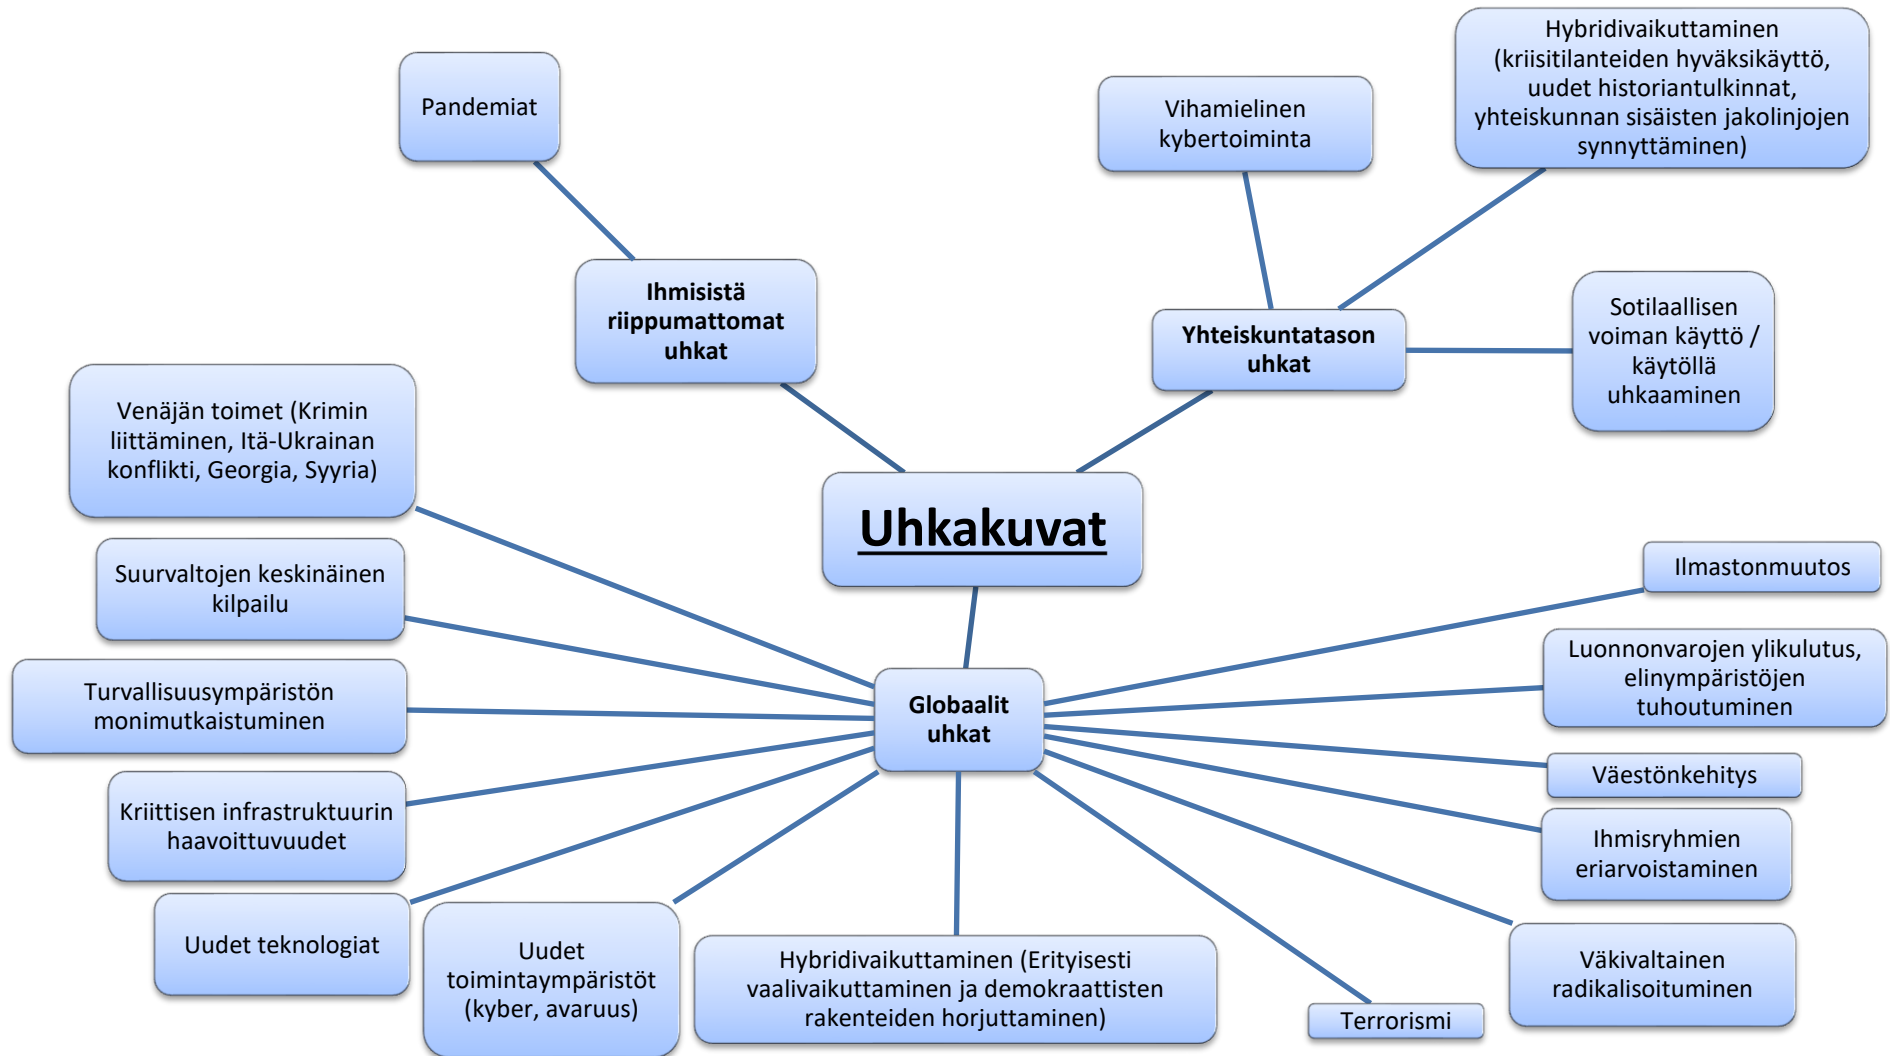 Hybridivaikuttaminen
(kriisitilanteiden hyväksikäyttö,
uudet historiantulkinnat,
yhteiskunnan sisäisten jakolinjojen
synnyttäminen)
Pandemiat
Vihamielinen
kybertoiminta
Ihmisistä
riippumattomat
uhkat
Yhteiskuntatason
uhkat
Sotilaallisen
voiman käyttö /
käytöllä
uhkaaminen
Venäjän toimet (Krimin
liittäminen, Itä-Ukrainan
konflikti, Georgia, Syyria)
Uhkakuvat
Suurvaltojen keskinäinen
kilpailu
Ilmastonmuutos
Turvallisuusympäristön
monimutkaistuminen
Globaalit
uhkat
Luonnonvarojen ylikulutus,
elinympäristöjen
tuhoutuminen
Väestönkehitys
Kriittisen infrastruktuurin
haavoittuvuudet
Ihmisryhmien
eriarvoistaminen
Uudet teknologiat
Uudet
toimintaympäristöt
(kyber, avaruus)
Hybridivaikuttaminen (Erityisesti
vaalivaikuttaminen ja demokraattisten
rakenteiden horjuttaminen)
Terrorismi
Väkivaltainen
radikalisoituminen